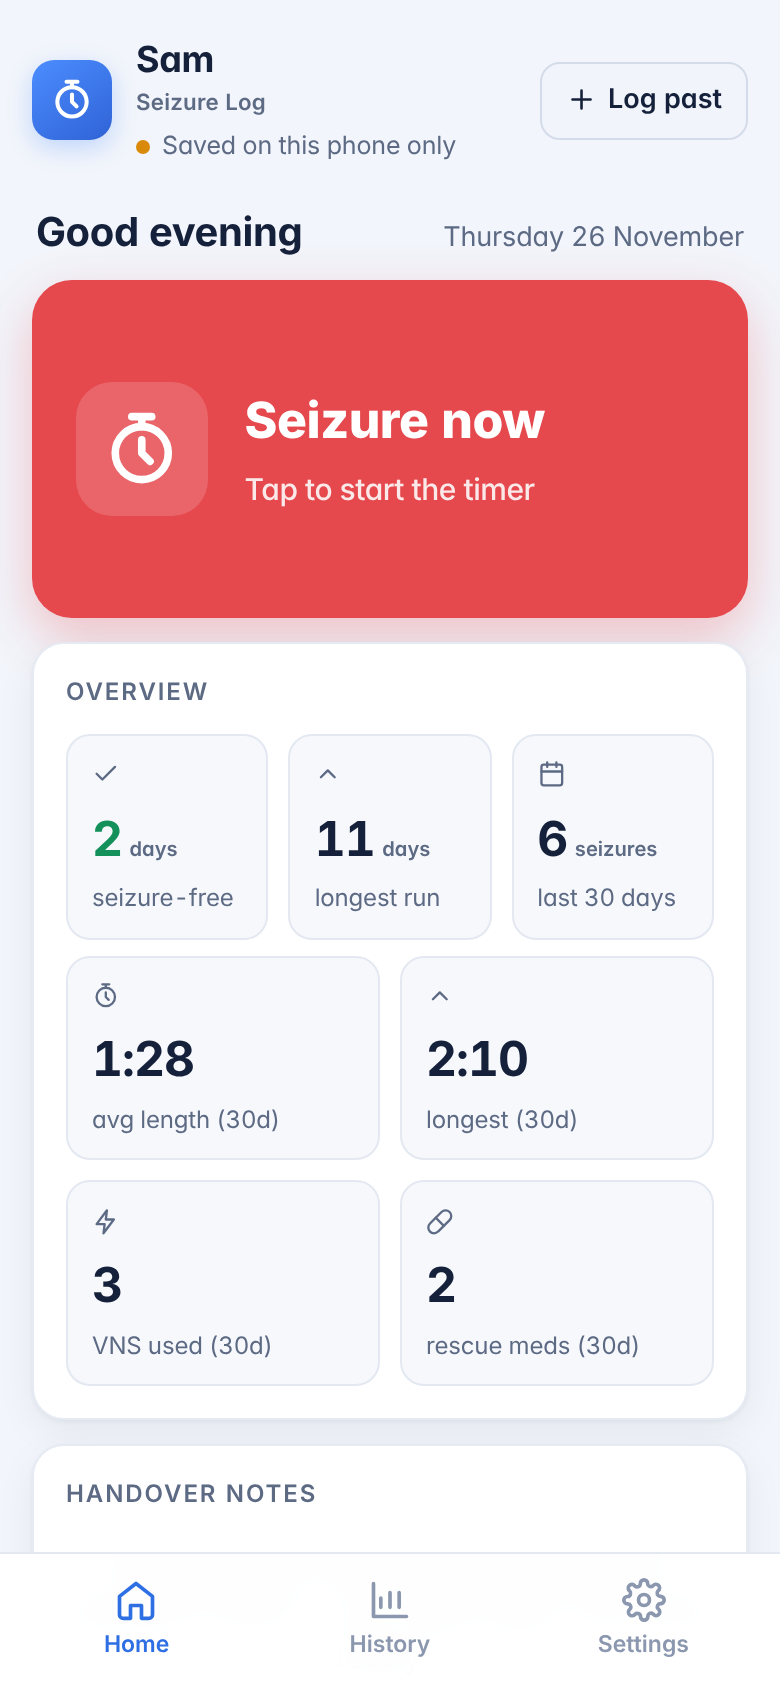 Sam
Seizure Log
Saved on this phone only
+ Log past
Good evening
Thursday 26 November
Seizure now
Tap to start the timer
OVERVIEW
2 days
seizure-free
11 days
longest run
6 seizures
last 30 days
1:28
avg length (30d)
2:10
longest (30d)
3
VNS used (30d)
2
rescue meds (30d)
HANDOVER NOTES
Home
History
Settings